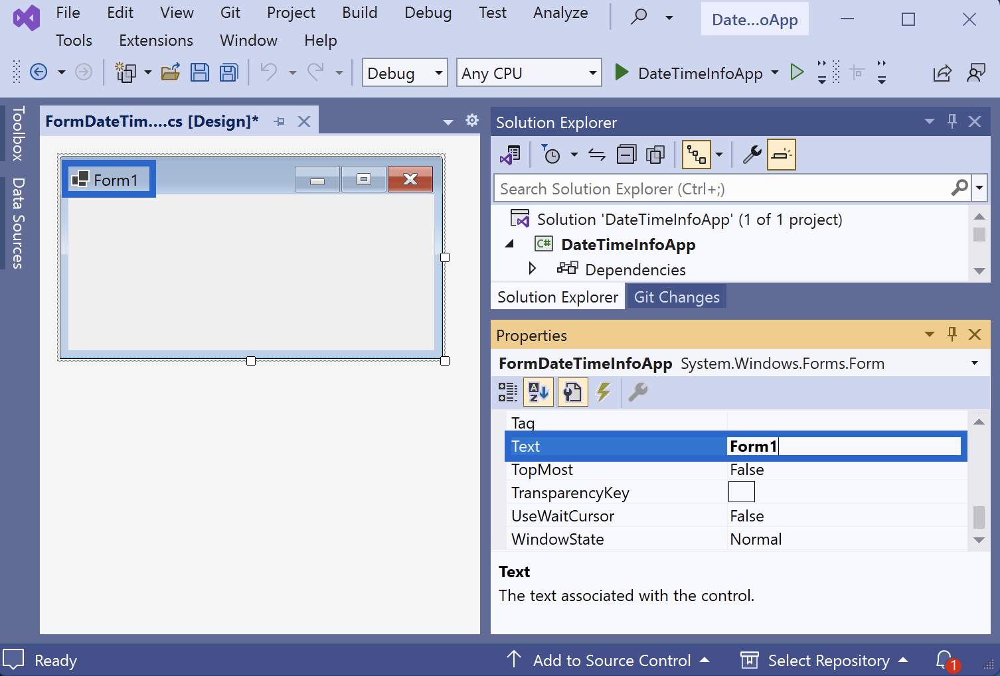 File Edit View Git Project Build Debug Test Analyze
Date...oApp
Tools Extensions Window Help
Debug Any CPU DateTimeInfoApp
Toolbox
Data Sources
FormDateTim....cs [Design]*
Form1
Solution Explorer
Search Solution Explorer (Ctrl+;)
Solution 'DateTimeInfoApp' (1 of 1 project)
C# DateTimeInfoApp
Dependencies
Solution Explorer Git Changes
Properties
FormDateTimeInfoApp System.Windows.Forms.Form
Tag
Text Form1
TopMost False
TransparencyKey
UseWaitCursor False
WindowState Normal
Text
The text associated with the control.
Ready Add to Source Control Select Repository 1